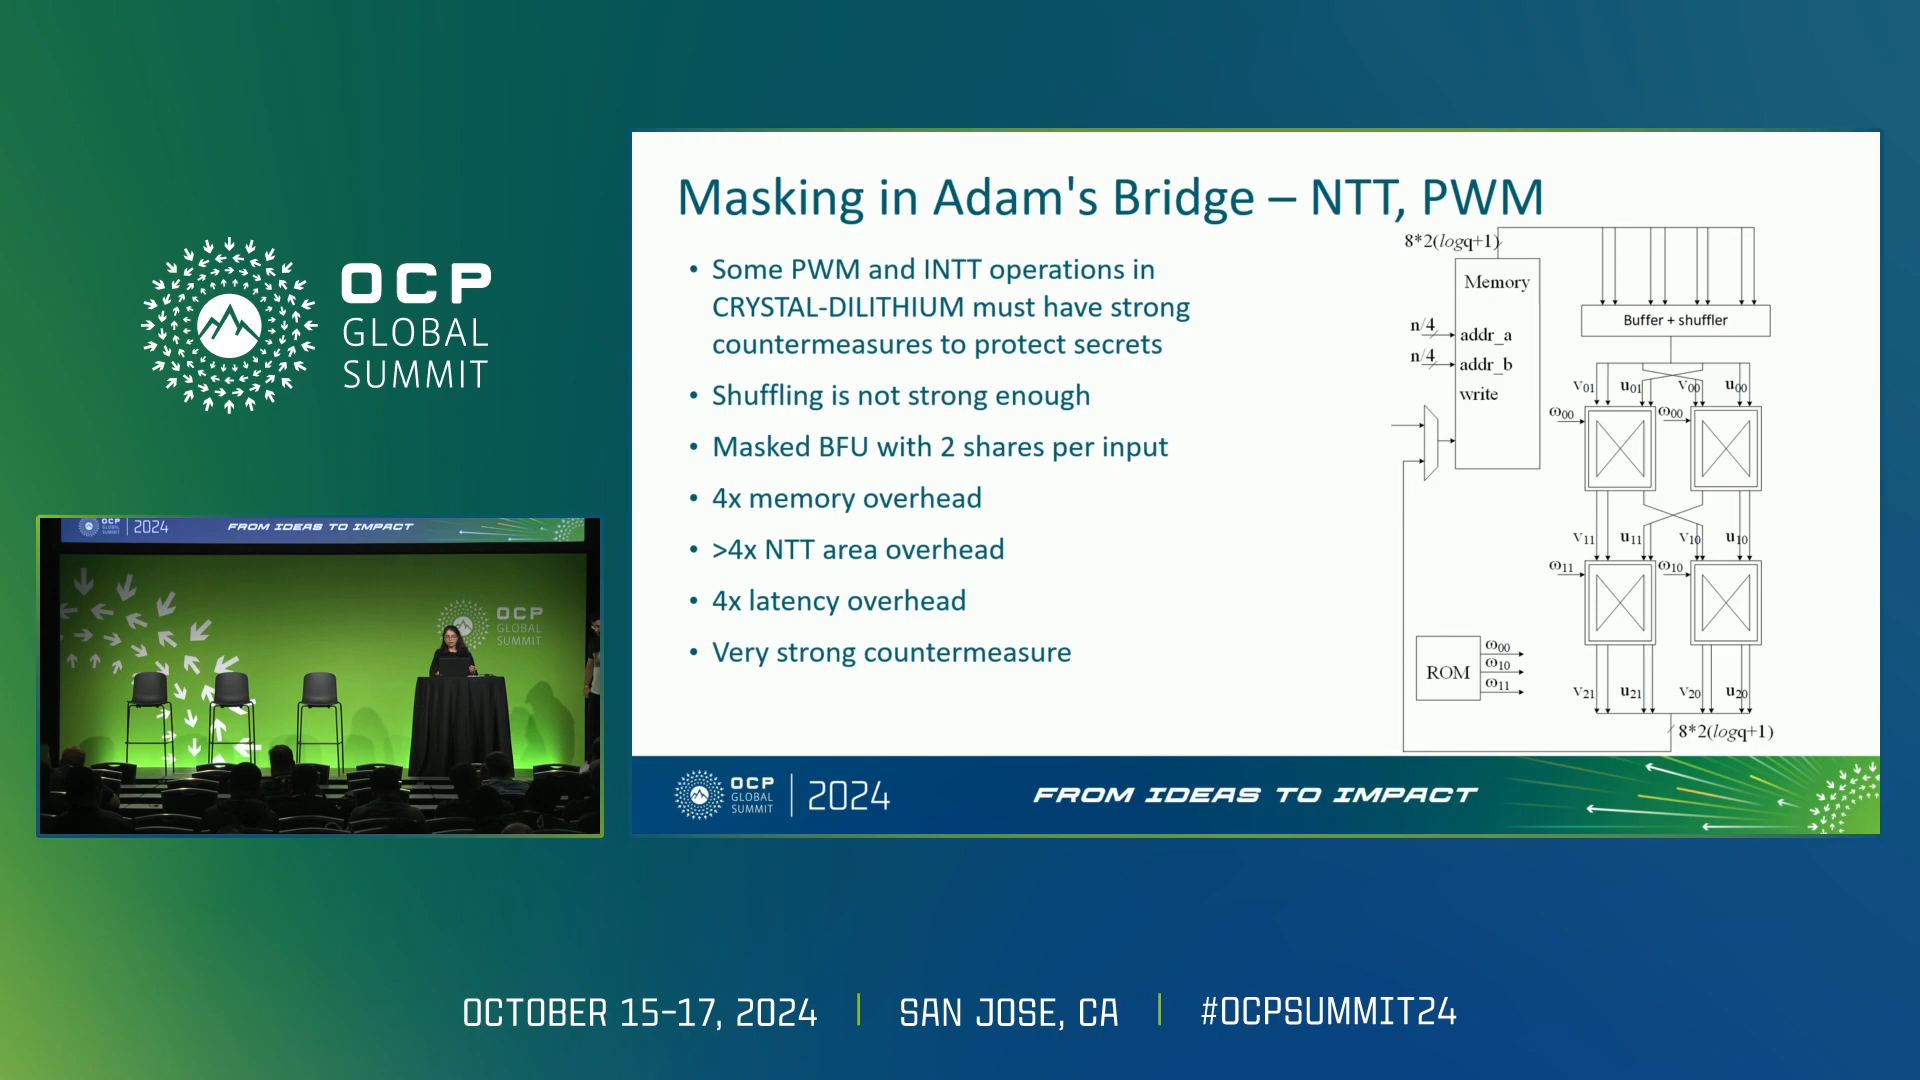 OCP
GLOBAL
SUMMIT
OCP
GLOBAL
SUMMIT
2024
FROM IDEAS TO IMPACT
OCP
GLOBAL
SUMMIT
Masking in Adam's Bridge – NTT, PWM
• Some PWM and INTT operations in
CRYSTAL-DILITHIUM must have strong
countermeasures to protect secrets
• Shuffling is not strong enough
• Masked BFU with 2 shares per input
• 4x memory overhead
• >4x NTT area overhead
• 4x latency overhead
• Very strong countermeasure
8*2(logq+1)
Memory
n/4
addr_a
n/4
addr_b
write
Buffer + shuffler
v01 u01 v00 u00
ω00 ω00
v11 u11 v10 u10
ω11 ω10
ROM
ω00
ω10
ω11
v21 u21 v20 u20
8*2(logq+1)
OCP
GLOBAL
SUMMIT
2024
FROM IDEAS TO IMPACT
OCTOBER 15-17, 2024 | SAN JOSE, CA | #OCPSUMMIT24